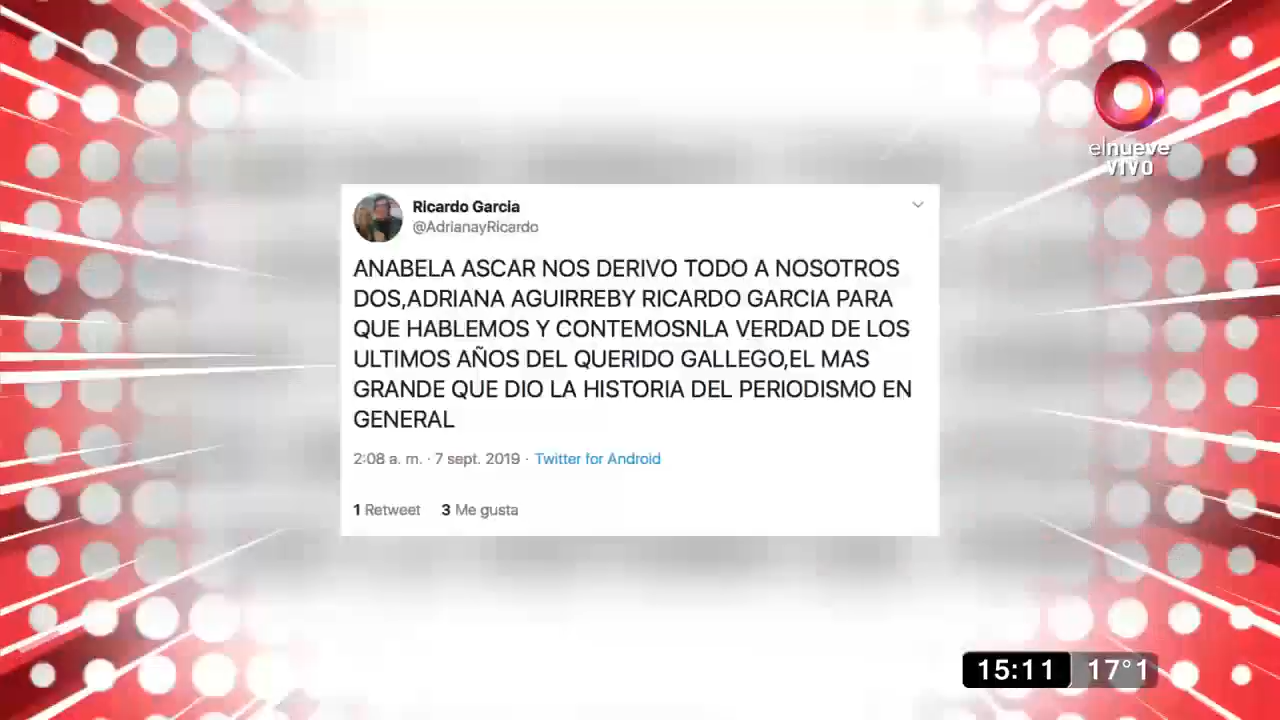 elnueve
VIVO
Ricardo Garcia
@AdrianayRicardo
ANABELA ASCAR NOS DERIVO TODO A NOSOTROS
DOS,ADRIANA AGUIRREBY RICARDO GARCIA PARA
QUE HABLEMOS Y CONTEMOSNLA VERDAD DE LOS
ULTIMOS AÑOS DEL QUERIDO GALLEGO,EL MAS
GRANDE QUE DIO LA HISTORIA DEL PERIODISMO EN
GENERAL
2:08 a. m. · 7 sept. 2019 · Twitter for Android
1 Retweet 3 Me gusta
15:11 17°1